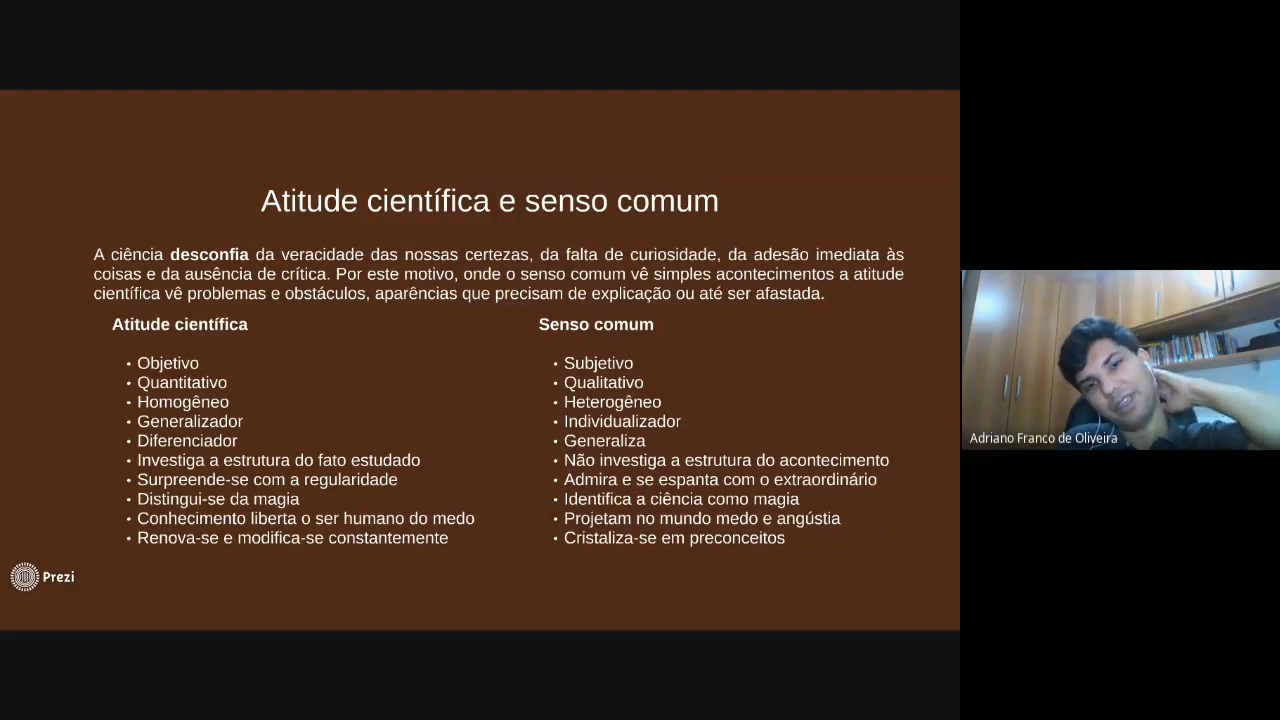 Atitude científica e senso comum
A ciência desconfia da veracidade das nossas certezas, da falta de curiosidade, da adesão imediata às
coisas e da ausência de crítica. Por este motivo, onde o senso comum vê simples acontecimentos a atitude
científica vê problemas e obstáculos, aparências que precisam de explicação ou até ser afastada.
Atitude científica
• Objetivo
• Quantitativo
• Homogêneo
• Generalizador
• Diferenciador
• Investiga a estrutura do fato estudado
• Surpreende-se com a regularidade
• Distingui-se da magia
• Conhecimento liberta o ser humano do medo
• Renova-se e modifica-se constantemente
Senso comum
• Subjetivo
• Qualitativo
• Heterogêneo
• Individualizador
• Generaliza
• Não investiga a estrutura do acontecimento
• Admira e se espanta com o extraordinário
• Identifica a ciência como magia
• Projetam no mundo medo e angústia
• Cristaliza-se em preconceitos
Prezi
Adriano Franco de Oliveira